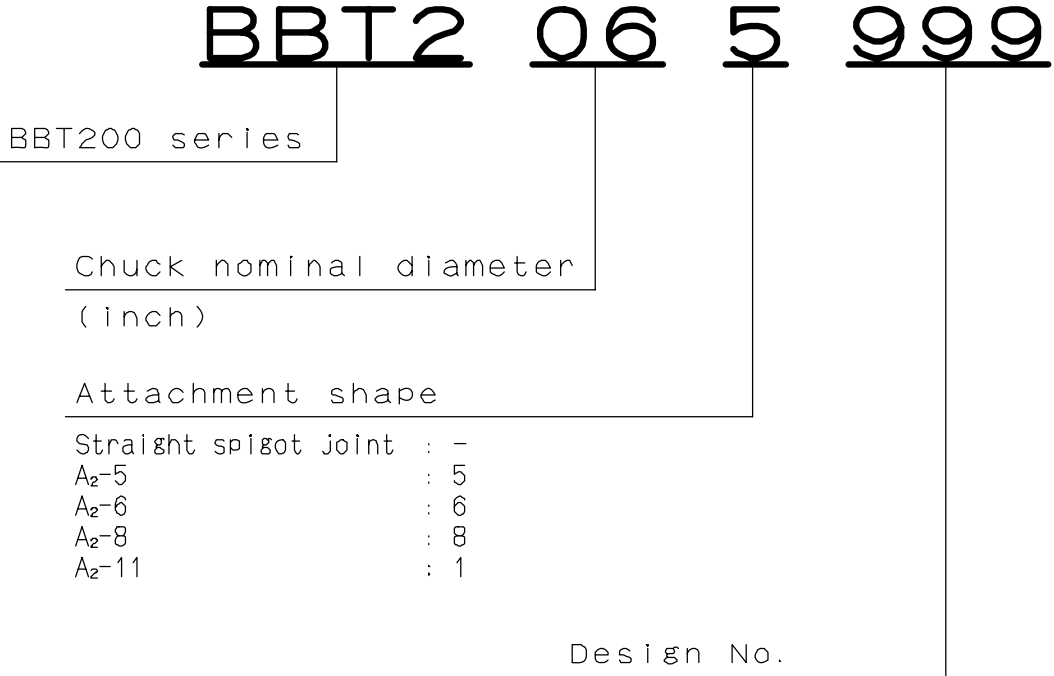 BBT2 06 5 999
BBT200 series
Chuck nominal diameter
(inch)
Attachment shape
Straight spigot joint : -
A₂-5 : 5
A₂-6 : 6
A₂-8 : 8
A₂-11 : 1
Design No.